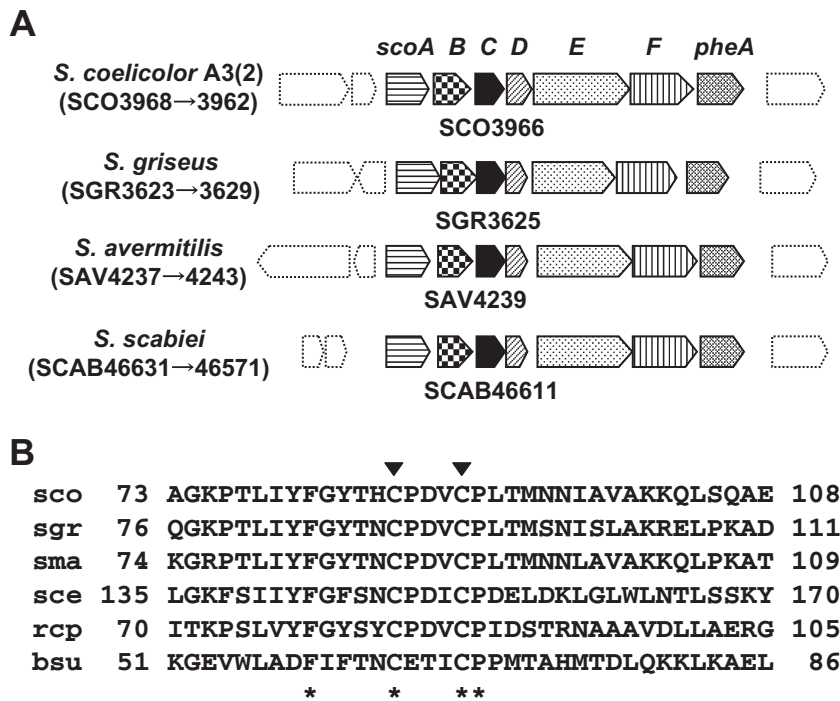 A
scoA B C D E F pheA
S. coelicolor A3(2)
(SCO3968→3962)
SCO3966
S. griseus
(SGR3623→3629)
SGR3625
S. avermitilis
(SAV4237→4243)
SAV4239
S. scabiei
(SCAB46631→46571)
SCAB46611
B
sco 73 AGKPTLIYFGYTHCPDVCPLTMNNIAVAKKQLSQAE 108
sgr 76 QGKPTLIYFGYTNCPDVCPLTMSNISLAKRELPKAD 111
sma 74 KGRPTLIYFGYTNCPDVCPLTMNNLAVAKKQLPKAT 109
sce 135 LGKFSIIYFGFSNCPDICPDELDKLGLWLNTLSSKY 170
rcp 70 ITKPSLVYFGYSYCPDVCPIDSTRNAAAVDLLAERG 105
bsu 51 KGEVWLADFIFTNCETICPPMTAHMTDLQKKLKAEL 86
* * **